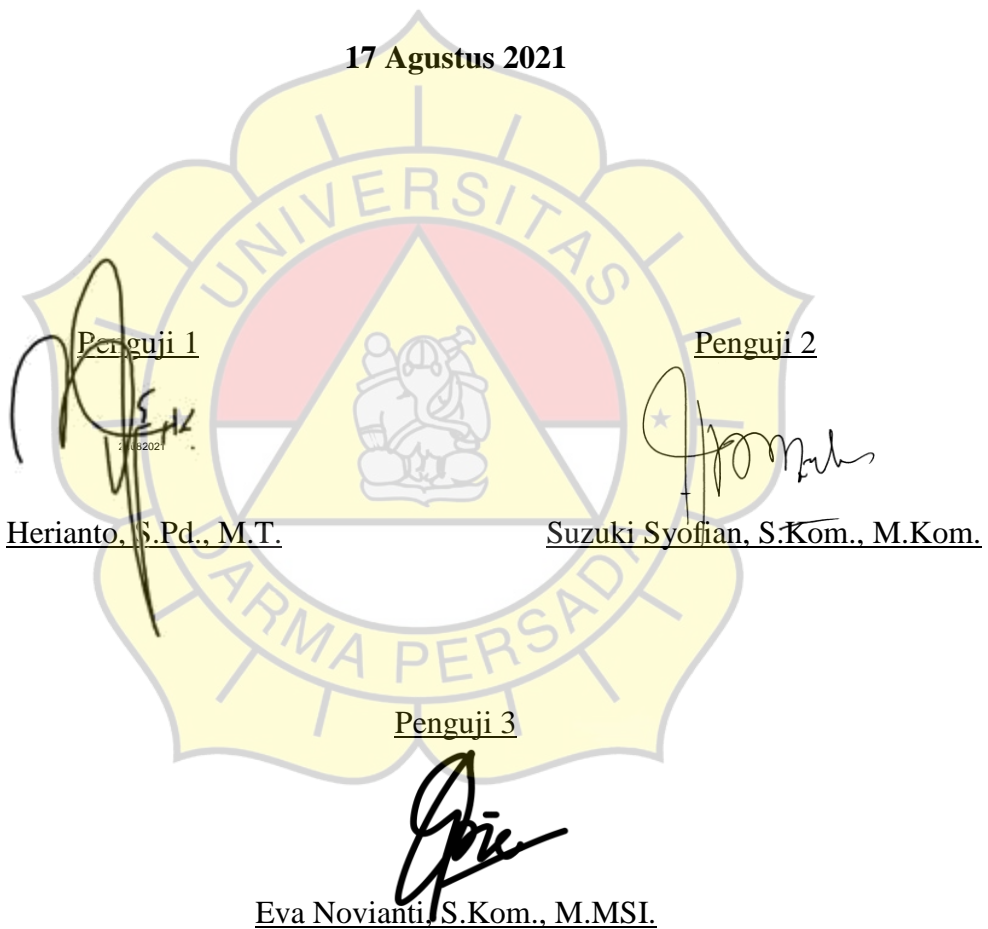 17 Agustus 2021
UNIVERSITAS
Penguji 1
Penguji 2
Herianto, S.Pd., M.T.
Suzuki Syofian, S.Kom., M.Kom.
DARMA PERSADA
Penguji 3
Eva Novianti, S.Kom., M.MSI.